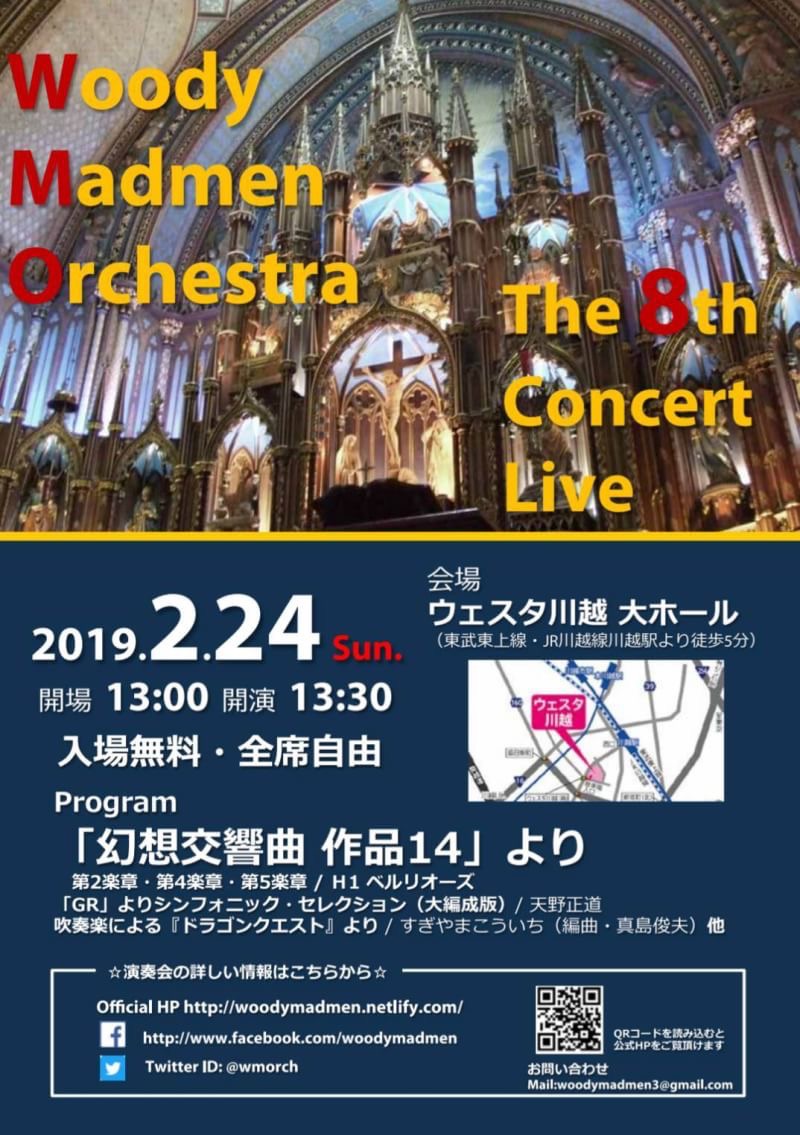 Woody
Madmen
Orchestra
The 8th
Concert
Live
2019.2.24 Sun.
開場 13:00 開演 13:30
入場無料・全席自由
会場
ウェスタ川越 大ホール
（東武東上線・JR川越線川越駅より徒歩5分）
ウェスタ
川越
39
160
Program
「幻想交響曲 作品14」より
第2楽章・第4楽章・第5楽章 / H1 ベルリオーズ
「GR」よりシンフォニック・セレクション（大編成版）/ 天野正道
吹奏楽による『ドラゴンクエスト』より / すぎやまこういち（編曲・真島俊夫）他
☆演奏会の詳しい情報はこちらから☆
Official HP http://woodymadmen.netlify.com/
http://www.facebook.com/woodymadmen
Twitter ID: @wmorch
QRコードを読み込むと
公式HPをご覧頂けます
お問い合わせ
Mail:woodymadmen3@gmail.com